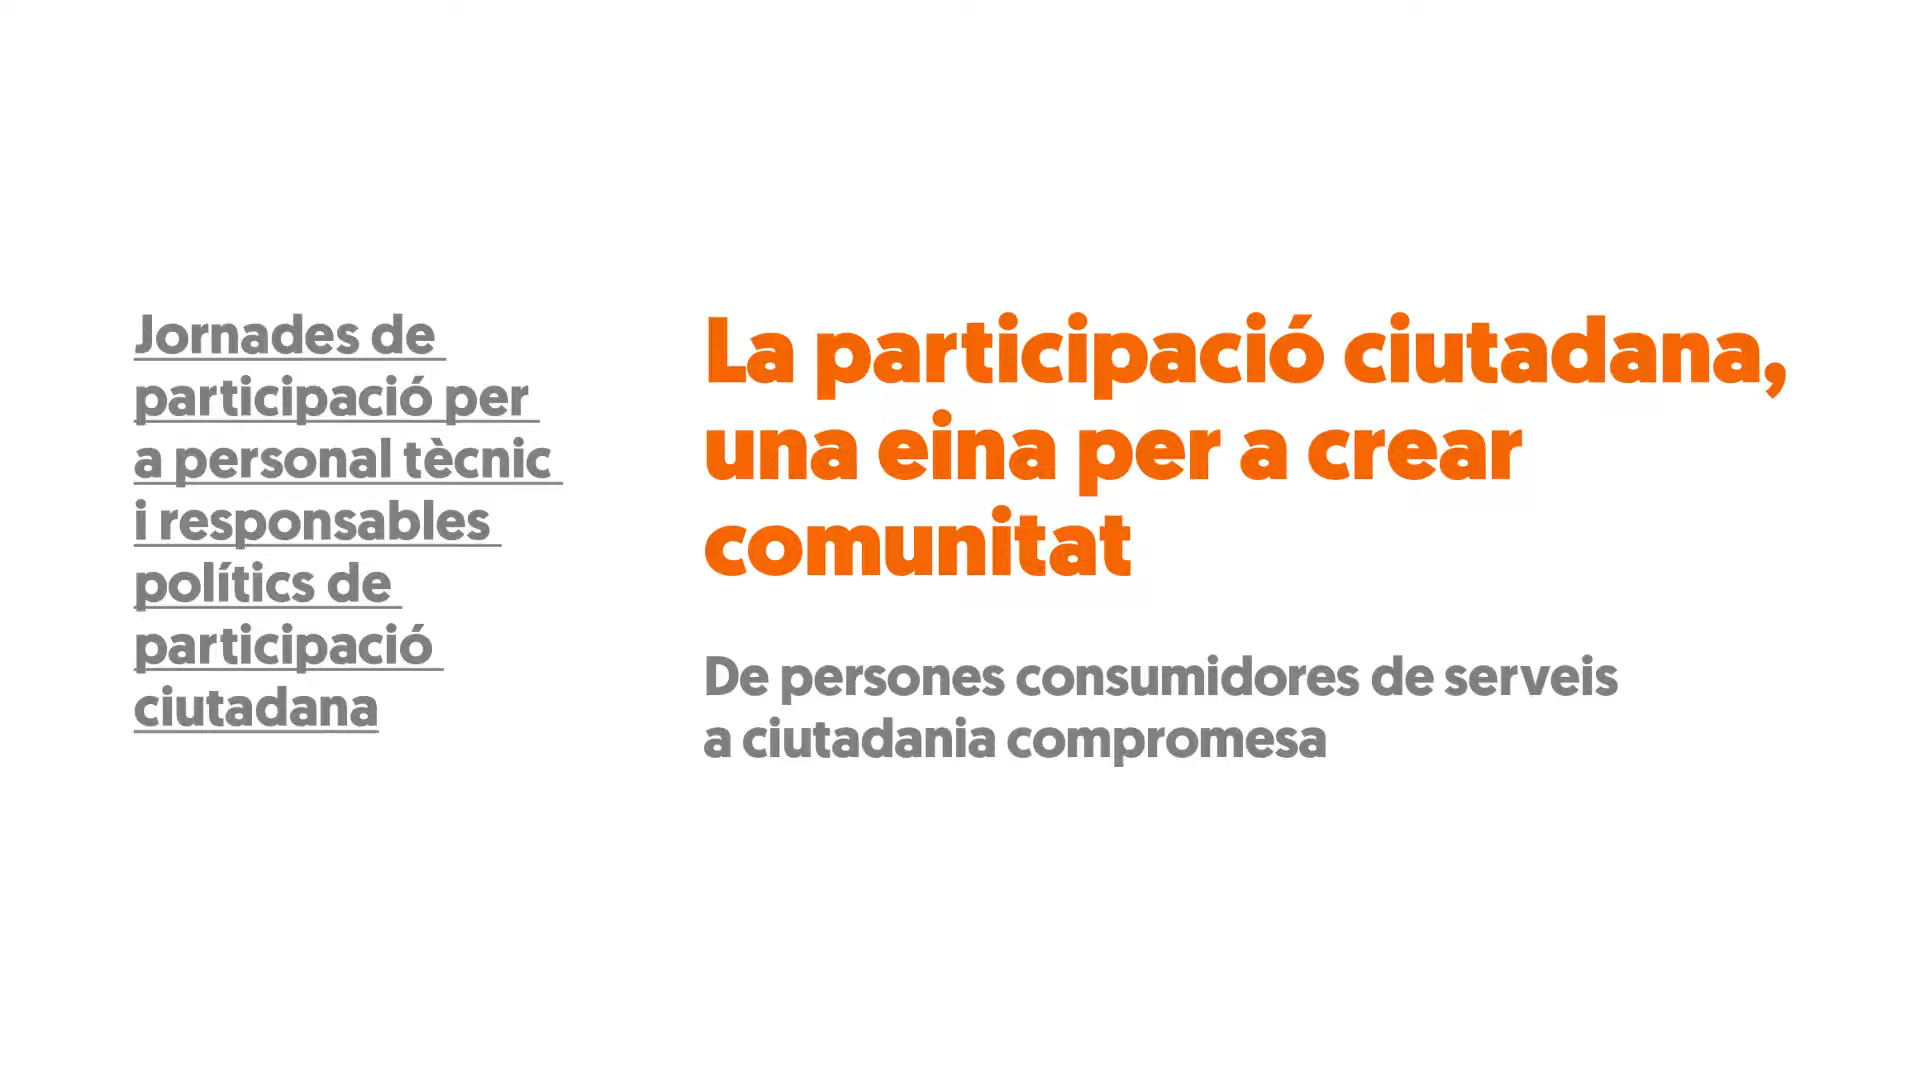 Jornades de
participació per
a personal tècnic
i responsables
polítics de
participació
ciutadana
La participació ciutadana,
una eina per a crear
comunitat
De persones consumidores de serveis
a ciutadania compromesa